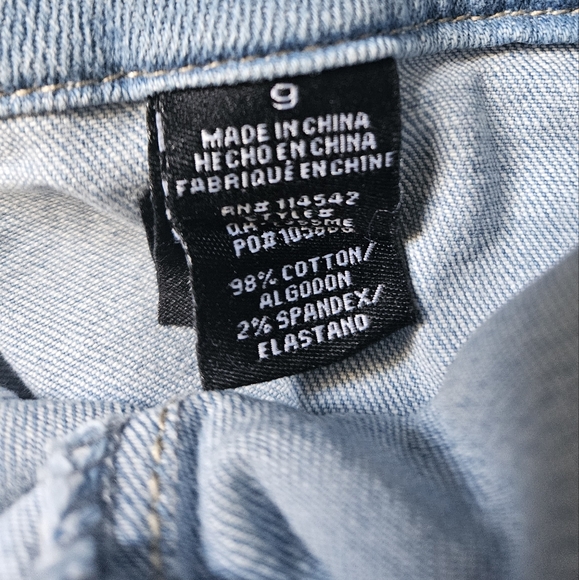 9
MADE IN CHINA
HECHO EN CHINA
FABRIQUÉ EN CHINE
RN# 114542
STYLE#
PO#
98% COTTON/
ALGODON
2% SPANDEX/
ELASTANO